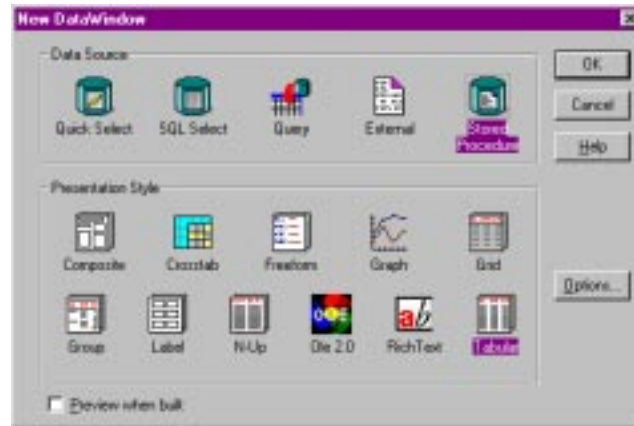 New DataWindow
Data Source
OK
Quick Select SQL Select Query External Stored Procedure
Cancel
Help
Presentation Style
Composite Crosstab Freeform Graph Grid
Options...
Group Label N-Up Ole 2.0 RichText Tabular
Preview when built